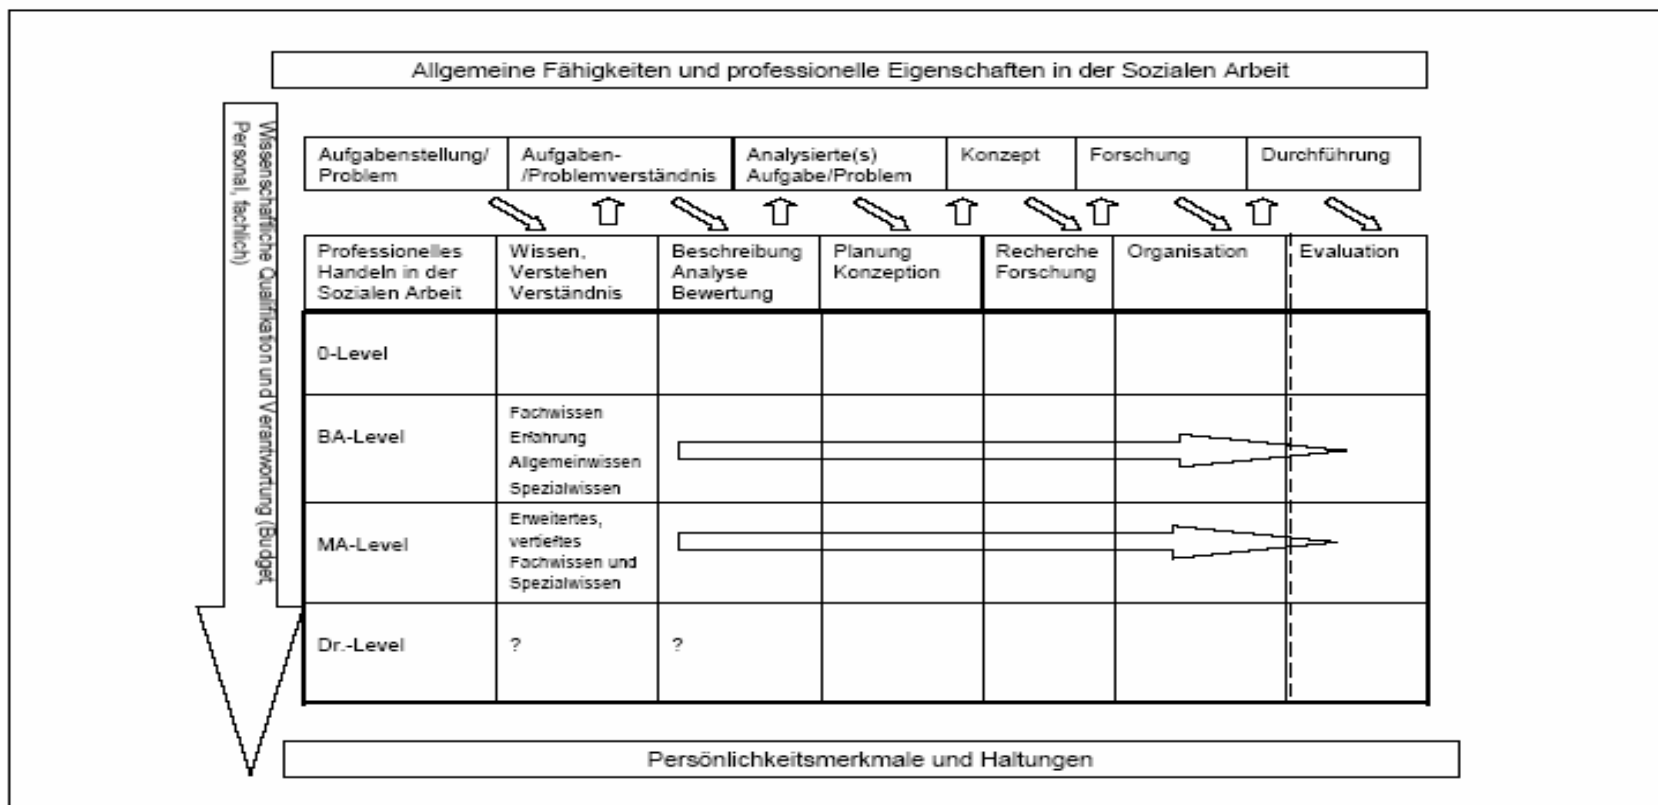 Allgemeine Fähigkeiten und professionelle Eigenschaften in der Sozialen Arbeit
Wissenschaftliche Qualifikation und Verantwortung (Budget,
Personal, fachlich)
Aufgabenstellung/
Problem
Aufgaben-
/Problemverständnis
Analysierte(s)
Aufgabe/Problem
Konzept
Forschung
Durchführung
Professionelles
Handeln in der
Sozialen Arbeit
Wissen,
Verstehen
Verständnis
Beschreibung
Analyse
Bewertung
Planung
Konzeption
Recherche
Forschung
Organisation
Evaluation
0-Level
BA-Level
Fachwissen
Erfahrung
Allgemeinwissen
Spezialwissen
MA-Level
Erweitertes,
vertieftes
Fachwissen und
Spezialwissen
Dr.-Level
?
?
Persönlichkeitsmerkmale und Haltungen